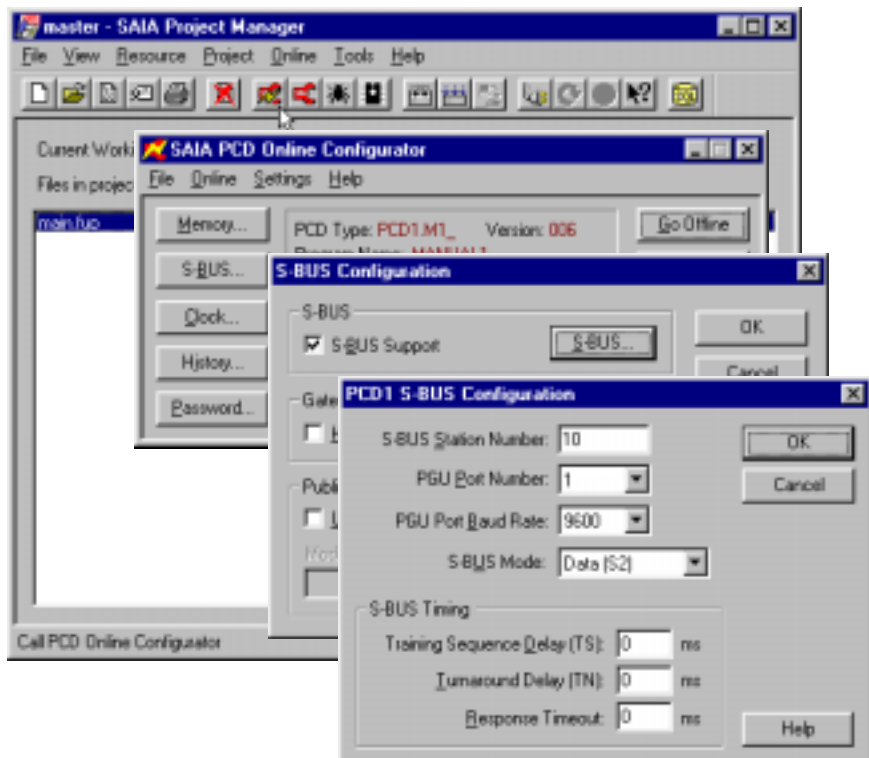 master - SAIA Project Manager
File View Resource Project Online Tools Help
Current Worki
Files in projec
main.fup
Call PCD Online Configurator
SAIA PCD Online Configurator
File Online Settings Help
Memory...
S-BUS...
Clock...
History...
Password...
PCD Type: PCD1.M1_ Version: 006
Program Name: MANUAL1
Go Offline
S-BUS Configuration
S-BUS
S-BUS Support
S-BUS...
OK
Cancel
Gate
Publi
PCD1 S-BUS Configuration
S-BUS Station Number: 10
PGU Port Number: 1
PGU Port Baud Rate: 9600
S-BUS Mode: Data (S2)
S-BUS Timing
Training Sequence Delay (TS): 0 ms
Turnaround Delay (TN): 0 ms
Response Timeout: 0 ms
OK
Cancel
Help